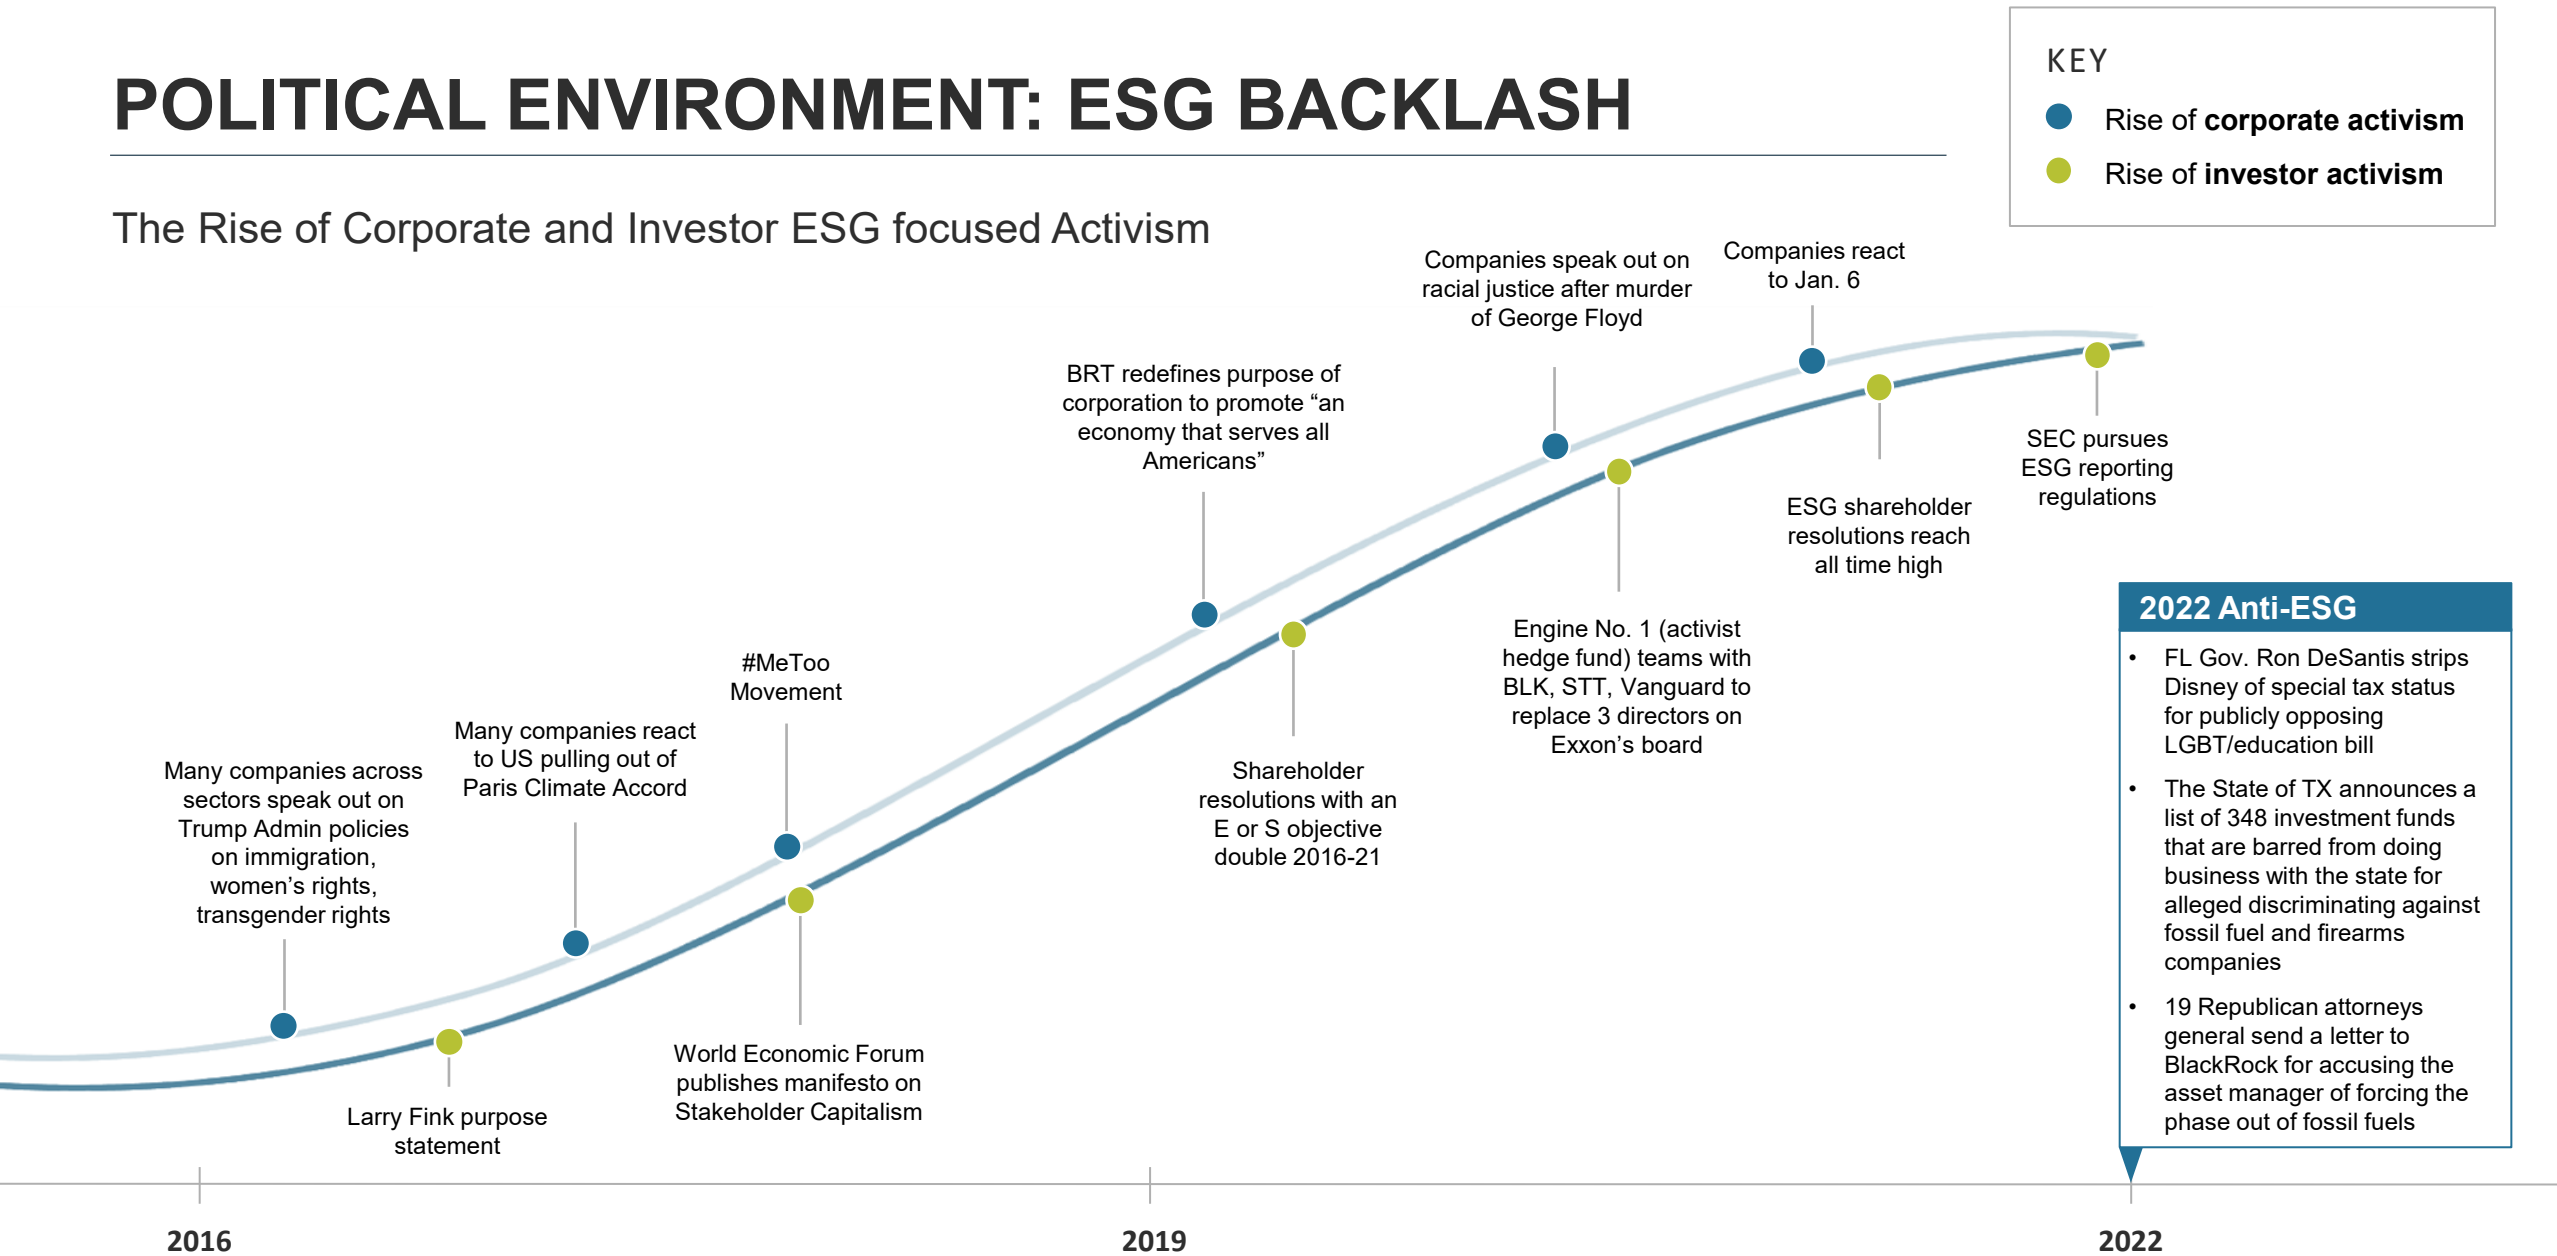 POLITICAL ENVIRONMENT: ESG BACKLASH
The Rise of Corporate and Investor ESG focused Activism
KEY
Rise of corporate activism
Rise of investor activism
Many companies across
sectors speak out on
Trump Admin policies
on immigration,
women’s rights,
transgender rights
Larry Fink purpose
statement
Many companies react
to US pulling out of
Paris Climate Accord
#MeToo
Movement
World Economic Forum
publishes manifesto on
Stakeholder Capitalism
BRT redefines purpose of
corporation to promote “an
economy that serves all
Americans”
Shareholder
resolutions with an
E or S objective
double 2016-21
Companies speak out on
racial justice after murder
of George Floyd
Engine No. 1 (activist
hedge fund) teams with
BLK, STT, Vanguard to
replace 3 directors on
Exxon’s board
Companies react
to Jan. 6
ESG shareholder
resolutions reach
all time high
SEC pursues
ESG reporting
regulations
2022 Anti-ESG
• FL Gov. Ron DeSantis strips
Disney of special tax status
for publicly opposing
LGBT/education bill
• The State of TX announces a
list of 348 investment funds
that are barred from doing
business with the state for
alleged discriminating against
fossil fuel and firearms
companies
• 19 Republican attorneys
general send a letter to
BlackRock for accusing the
asset manager of forcing the
phase out of fossil fuels
2016
2019
2022